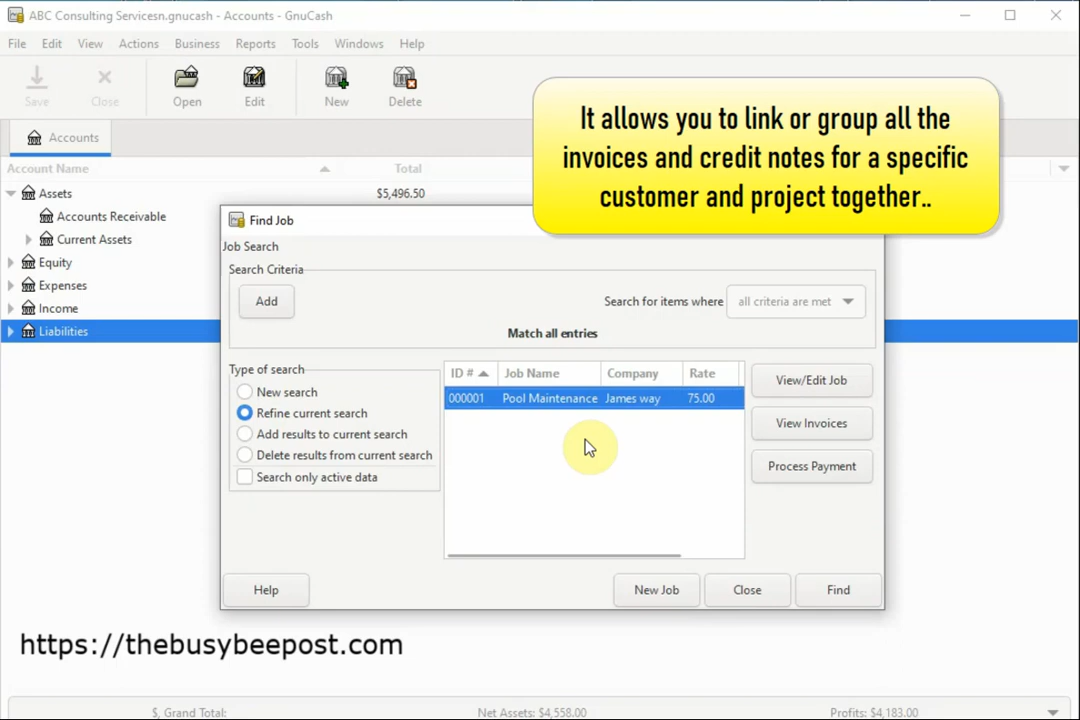 ABC Consulting Servicesn.gnucash - Accounts - GnuCash
File Edit View Actions Business Reports Tools Windows Help
Save Close Open Edit New Delete
It allows you to link or group all the
invoices and credit notes for a specific
customer and project together..
Accounts
Account Name Total
Assets $5,496.50
Accounts Receivable
Current Assets
Equity
Expenses
Income
Liabilities
Find Job
Job Search
Search Criteria
Add Search for items where all criteria are met
Match all entries
Type of search
New search
Refine current search
Add results to current search
Delete results from current search
Search only active data
ID # Job Name Company Rate
000001 Pool Maintenance James way 75.00
View/Edit Job
View Invoices
Process Payment
Help New Job Close Find
https://thebusybeepost.com
$, Grand Total: Net Assets: $4,558.00 Profits: $4,183.00